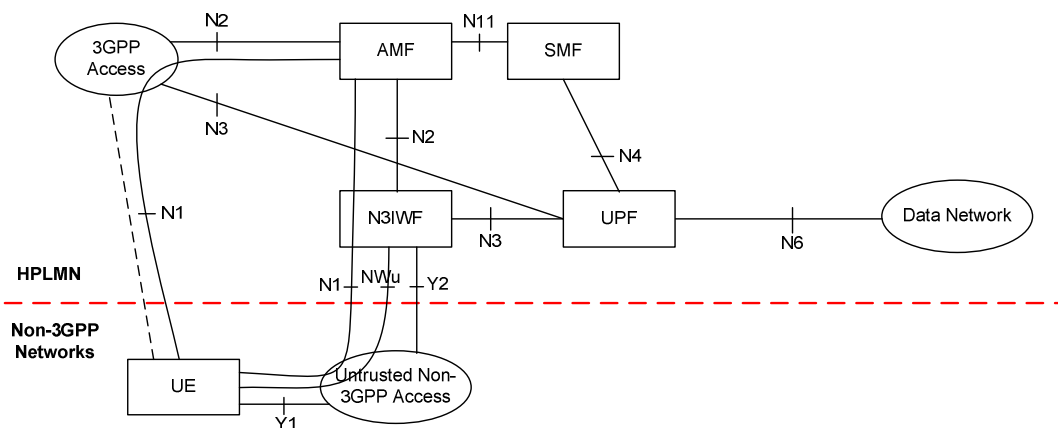 N2
N11
3GPP
Access
AMF
SMF
N3
N2
N4
N1
N3IWF
UPF
Data Network
N3
N6
HPLMN
N1
NWu
Y2
Non-3GPP
Networks
UE
Untrusted Non-
3GPP Access
Y1